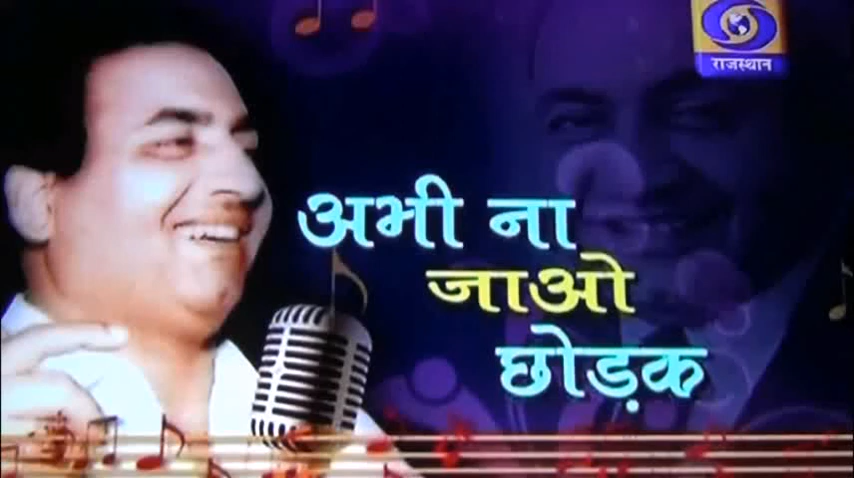 राजस्थान
अभी ना
जाओ
छोड़क